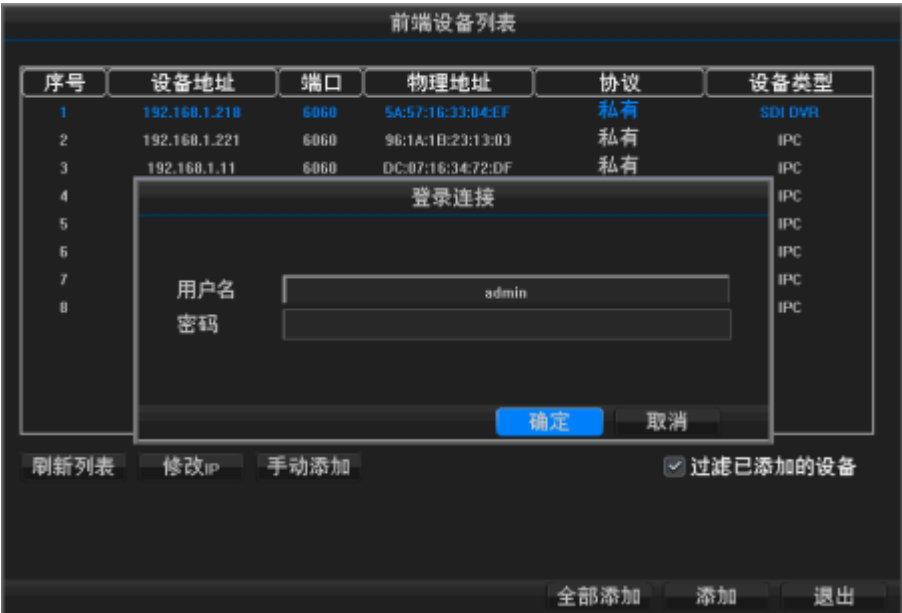 前端设备列表
序号 设备地址 端口 物理地址 协议 设备类型
1 192.168.1.218 6060 5A:57:16:33:04:EF 私有 SDI DVR
2 192.168.1.221 6060 96:1A:1B:23:13:03 私有 IPC
3 192.168.1.11 6060 DC:07:16:34:72:DF 私有 IPC
4 IPC
5 IPC
6 IPC
7 IPC
8 IPC
登录连接
用户名 admin
密码
确定 取消
刷新列表 修改IP 手动添加 过滤已添加的设备
全部添加 添加 退出